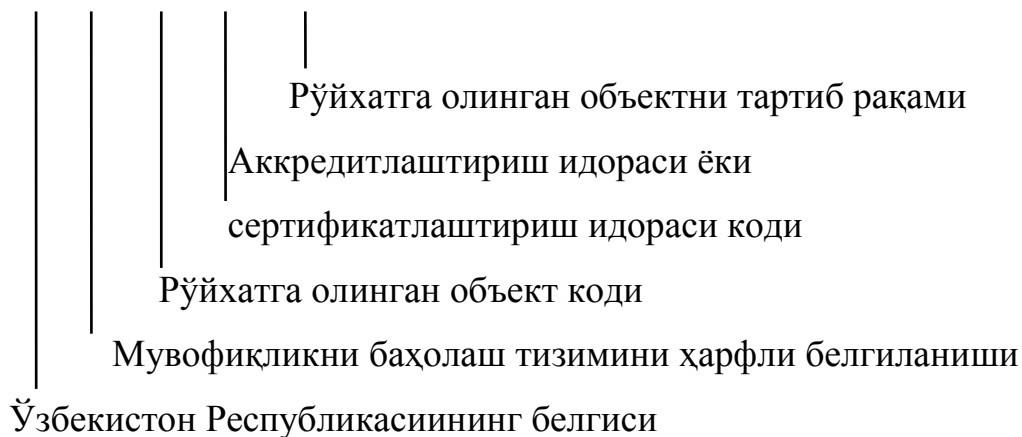 Рўйхатга олинган объектни тартиб рақами
Аккредитлаштириш идораси ёки
сертификатлаштириш идораси коди
Рўйхатга олинган объект коди
Мувофиқликни баҳолаш тизимини ҳарфли белгиланиши
Ўзбекистон Республикасиининг белгиси